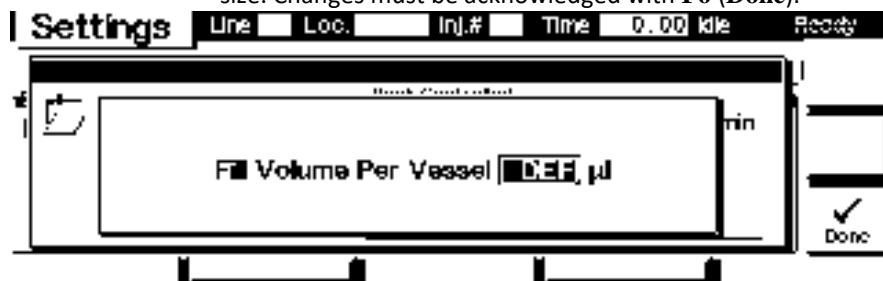 size. Changes must be acknowledged with F6 (Done).
Settings Line Loc. Inj.# Time 0.00 Idle Ready
min
Fill Volume Per Vessel DEF µl
Done